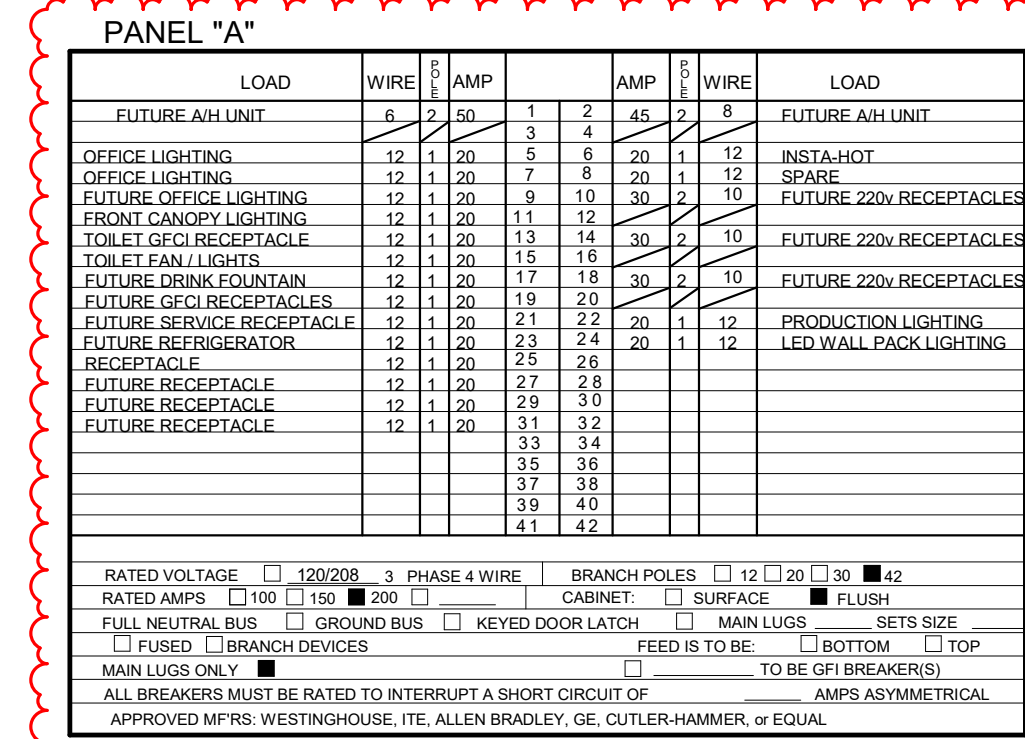 PANEL "A"
LOAD WIRE POLE AMP AMP POLE WIRE LOAD
FUTURE A/H UNIT 6 2 50 1 2 45 2 8 FUTURE A/H UNIT
3 4
OFFICE LIGHTING 12 1 20 5 6 20 1 12 INSTA-HOT
OFFICE LIGHTING 12 1 20 7 8 20 1 12 SPARE
FUTURE OFFICE LIGHTING 12 1 20 9 10 30 2 10 FUTURE 220v RECEPTACLES
FRONT CANOPY LIGHTING 12 1 20 11 12
TOILET GFCI RECEPTACLE 12 1 20 13 14 30 2 10 FUTURE 220v RECEPTACLES
TOILET FAN / LIGHTS 12 1 20 15 16
FUTURE DRINK FOUNTAIN 12 1 20 17 18 30 2 10 FUTURE 220v RECEPTACLES
FUTURE GFCI RECEPTACLES 12 1 20 19 20
FUTURE SERVICE RECEPTACLE 12 1 20 21 22 20 1 12 PRODUCTION LIGHTING
FUTURE REFRIGERATOR 12 1 20 23 24 20 1 12 LED WALL PACK LIGHTING
RECEPTACLE 12 1 20 25 26
FUTURE RECEPTACLE 12 1 20 27 28
FUTURE RECEPTACLE 12 1 20 29 30
FUTURE RECEPTACLE 12 1 20 31 32
33 34
35 36
37 38
39 40
41 42
RATED VOLTAGE 120/208 3 PHASE 4 WIRE BRANCH POLES 12 20 30 42
RATED AMPS 100 150 200 CABINET: SURFACE FLUSH
FULL NEUTRAL BUS GROUND BUS KEYED DOOR LATCH MAIN LUGS SETS SIZE
FUSED BRANCH DEVICES FEED IS TO BE: BOTTOM TOP
MAIN LUGS ONLY TO BE GFI BREAKER(S)
ALL BREAKERS MUST BE RATED TO INTERRUPT A SHORT CIRCUIT OF AMPS ASYMMETRICAL
APPROVED MF'RS: WESTINGHOUSE, ITE, ALLEN BRADLEY, GE, CUTLER-HAMMER, or EQUAL